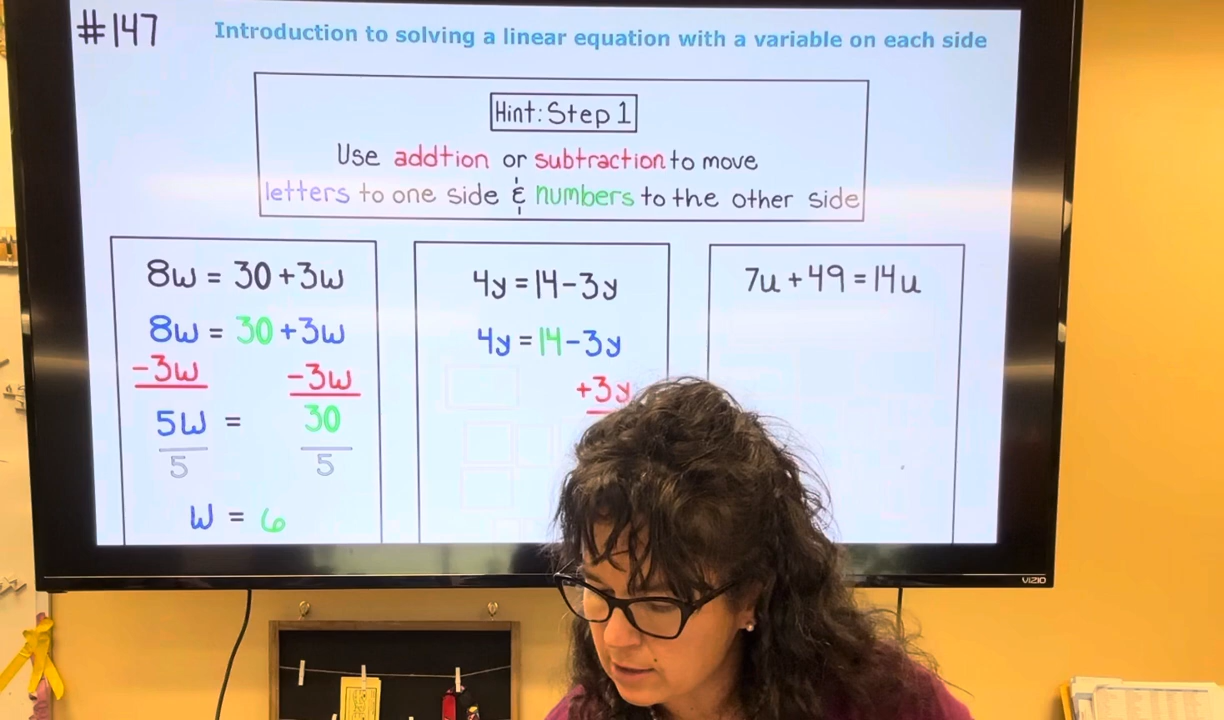 #147
Introduction to solving a linear equation with a variable on each side
Hint: Step 1
Use addtion or subtraction to move
letters to one side & numbers to the other side
8w = 30 + 3w
8w = 30 + 3w
-3w -3w
5w = 30
5 5
w = 6
4y = 14 - 3y
4y = 14 - 3y
+3y
7u + 49 = 14u
VIZIO